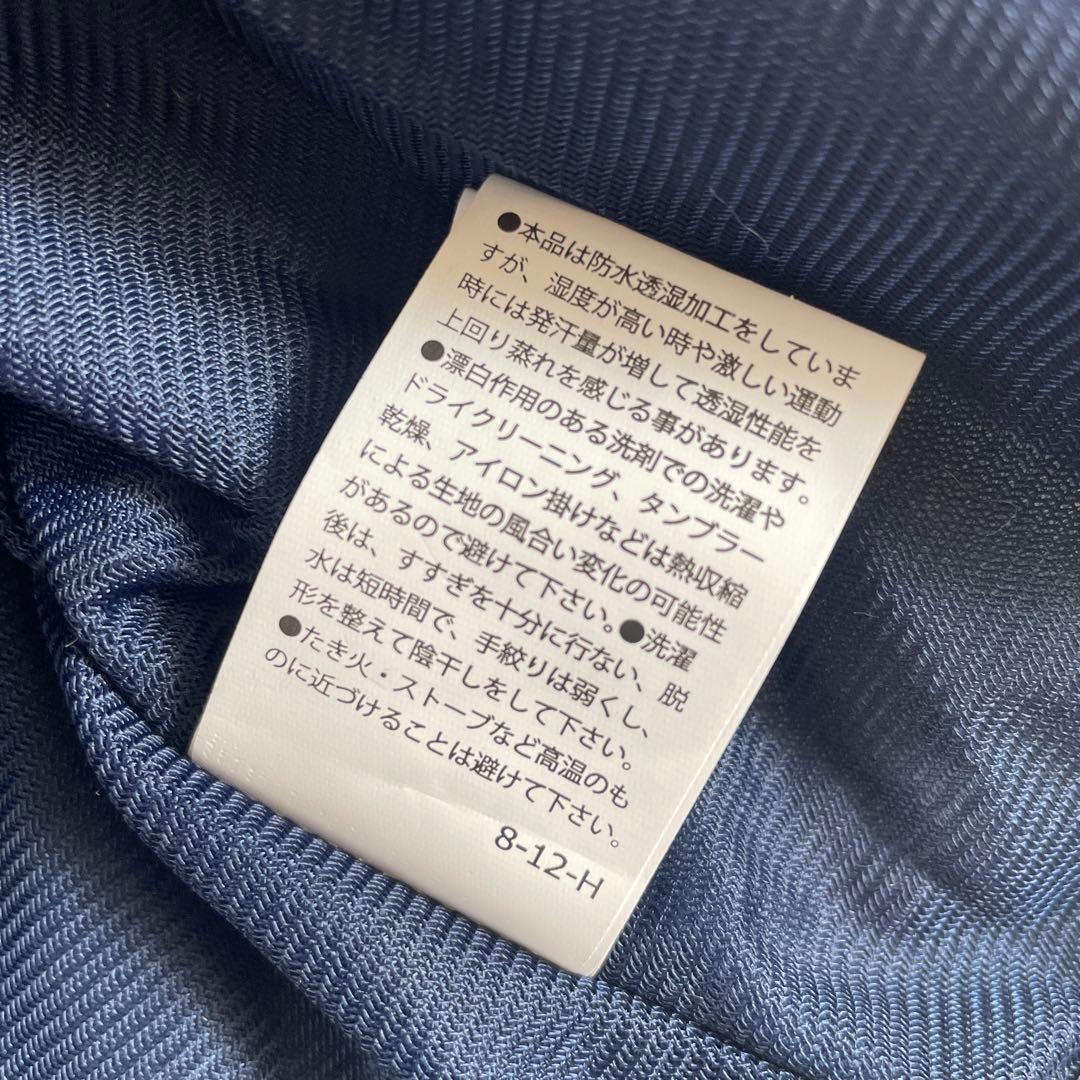 ●本品は防水透湿加工をしていま
すが、湿度が高い時や激しい運動
時には発汗量が増して透湿性能を
上回り蒸れを感じる事があります。
●漂白作用のある洗剤での洗濯や
ドライクリーニング、タンブラー
乾燥、アイロン掛けなどは熱収縮
による生地の風合い変化の可能性
があるので避けて下さい。●洗濯
後は、すすぎを十分に行ない、脱
水は短時間で、手絞りは弱くし、
形を整えて陰干しをして下さい。
●たき火・ストーブなど高温のも
のに近づけることは避けて下さい。
8-12-H